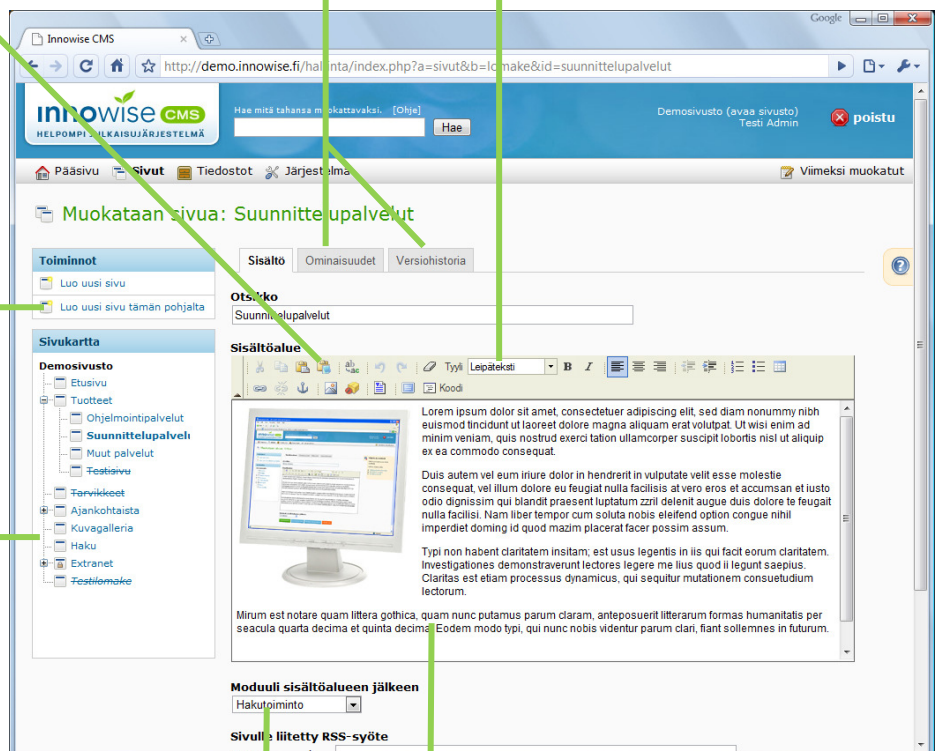 Google
Innowise CMS
http://demo.innowise.fi/hallinta/index.php?a=sivut&b=lomake&id=suunnittelupalvelut
innowise CMS
HELPOMPI JULKAISUJÄRJESTELMÄ
Hae mitä tahansa muokattavaksi. [Ohje]
Hae
Demosivusto (avaa sivusto)
Testi Admin
poistu
Pääsivu Sivut Tiedostot Järjestelmä
Viimeksi muokatut
Muokataan sivua: Suunnittelupalvelut
Toiminnot
Luo uusi sivu
Luo uusi sivu tämän pohjalta
Sivukartta
Demosivusto
Etusivu
Tuotteet
Ohjelmointipalvelut
Suunnittelupalvelu
Muut palvelut
Testisivu
Tarvikkeet
Ajankohtaista
Kuvagalleria
Haku
Extranet
Testilomake
Sisältö Ominaisuudet Versiohistoria
Otsikko
Suunnittelupalvelut
Sisältöalue
Tyyli Leipäteksti B I
Koodi
Lorem ipsum dolor sit amet, consectetuer adipiscing elit, sed diam nonummy nibh
euismod tincidunt ut laoreet dolore magna aliquam erat volutpat. Ut wisi enim ad
minim veniam, quis nostrud exerci tation ullamcorper suscipit lobortis nisl ut aliquip
ex ea commodo consequat.
Duis autem vel eum iriure dolor in hendrerit in vulputate velit esse molestie
consequat, vel illum dolore eu feugiat nulla facilisis at vero eros et accumsan et iusto
odio dignissim qui blandit praesent luptatum zzril delenit augue duis dolore te feugait
nulla facilisi. Nam liber tempor cum soluta nobis eleifend option congue nihil
imperdiet doming id quod mazim placerat facer possim assum.
Typi non habent claritatem insitam; est usus legentis in iis qui facit eorum claritatem.
Investigationes demonstraverunt lectores legere me lius quod ii legunt saepius.
Claritas est etiam processus dynamicus, qui sequitur mutationem consuetudium
lectorum.
Mirum est notare quam littera gothica, quam nunc putamus parum claram, anteposuerit litterarum formas humanitatis per
seacula quarta decima et quinta decima. Eodem modo typi, qui nunc nobis videntur parum clari, fiant sollemnes in futurum.
Moduuli sisältöalueen jälkeen
Hakutoiminto
Sivulle liitetty RSS-syöte